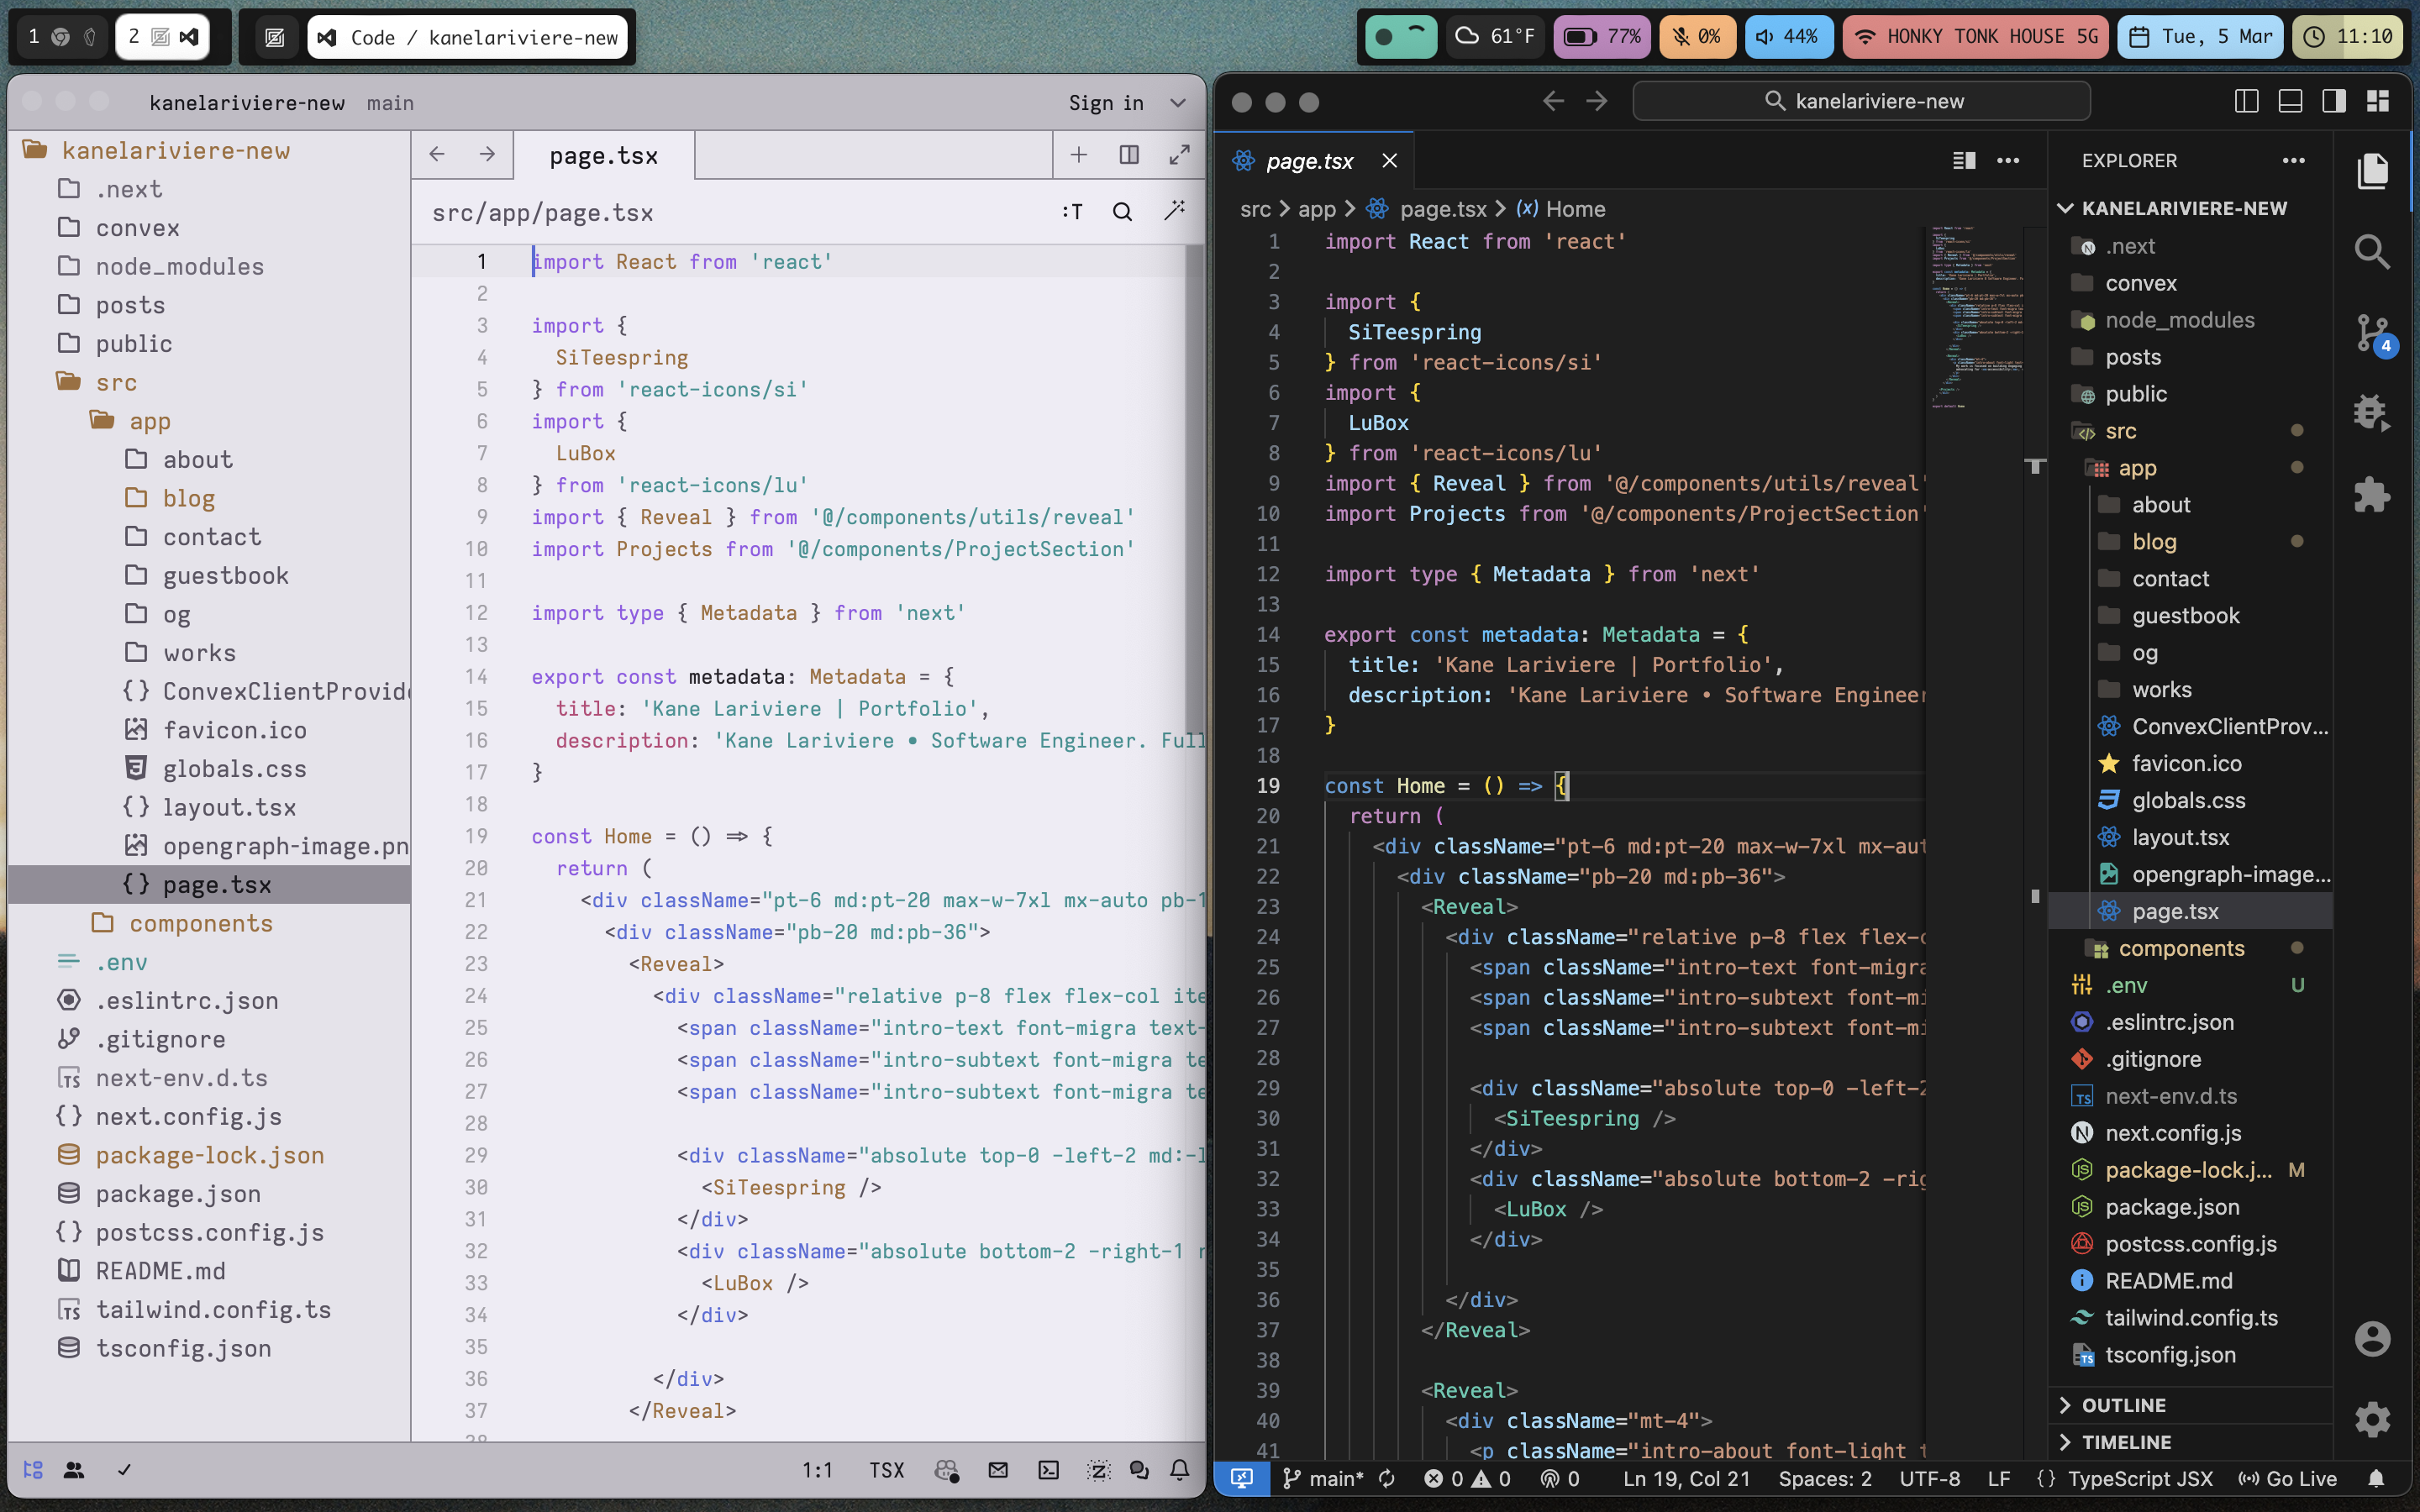 1
2
Code / kanelariviere-new
61°F
77%
0%
44%
HONKY TONK HOUSE 5G
Tue, 5 Mar
11:10
kanelariviere-new main
Sign in
kanelariviere-new
.next
convex
node_modules
posts
public
src
app
about
blog
contact
guestbook
og
works
ConvexClientProvide
favicon.ico
globals.css
layout.tsx
opengraph-image.pn
page.tsx
components
.env
.eslintrc.json
.gitignore
next-env.d.ts
next.config.js
package-lock.json
package.json
postcss.config.js
README.md
tailwind.config.ts
tsconfig.json
page.tsx
src/app/page.tsx
:T
1 import React from 'react'
2
3 import {
4 SiTeespring
5 } from 'react-icons/si'
6 import {
7 LuBox
8 } from 'react-icons/lu'
9 import { Reveal } from '@/components/utils/reveal'
10 import Projects from '@/components/ProjectSection'
11
12 import type { Metadata } from 'next'
13
14 export const metadata: Metadata = {
15 title: 'Kane Lariviere | Portfolio',
16 description: 'Kane Lariviere • Software Engineer. Full
17 }
18
19 const Home = () => {
20 return (
21 <div className="pt-6 md:pt-20 max-w-7xl mx-auto pb-1
22 <div className="pb-20 md:pb-36">
23 <Reveal>
24 <div className="relative p-8 flex flex-col ite
25 <span className="intro-text font-migra text-
26 <span className="intro-subtext font-migra te
27 <span className="intro-subtext font-migra te
28
29 <div className="absolute top-0 -left-2 md:-l
30 <SiTeespring />
31 </div>
32 <div className="absolute bottom-2 -right-1 r
33 <LuBox />
34 </div>
35
36 </div>
37 </Reveal>
38
1:1
TSX
kanelariviere-new
page.tsx
src > app > page.tsx > (x) Home
1 import React from 'react'
2
3 import {
4 SiTeespring
5 } from 'react-icons/si'
6 import {
7 LuBox
8 } from 'react-icons/lu'
9 import { Reveal } from '@/components/utils/reveal'
10 import Projects from '@/components/ProjectSection'
11
12 import type { Metadata } from 'next'
13
14 export const metadata: Metadata = {
15 title: 'Kane Lariviere | Portfolio',
16 description: 'Kane Lariviere • Software Engineer
17 }
18
19 const Home = () => {
20 return (
21 <div className="pt-6 md:pt-20 max-w-7xl mx-aut
22 <div className="pb-20 md:pb-36">
23 <Reveal>
24 <div className="relative p-8 flex flex-c
25 <span className="intro-text font-migra
26 <span className="intro-subtext font-mi
27 <span className="intro-subtext font-mi
28
29 <div className="absolute top-0 -left-2
30 <SiTeespring />
31 </div>
32 <div className="absolute bottom-2 -rig
33 <LuBox />
34 </div>
35
36 </div>
37 </Reveal>
38
39 <Reveal>
40 <div className="mt-4">
41 <p className="intro-about font-light t
EXPLORER
KANELARIVIERE-NEW
.next
convex
node_modules
posts
public
src
app
about
blog
contact
guestbook
og
works
ConvexClientProv...
favicon.ico
globals.css
layout.tsx
opengraph-image...
page.tsx
components
.env U
.eslintrc.json
.gitignore
next-env.d.ts
next.config.js
package-lock.j... M
package.json
postcss.config.js
README.md
tailwind.config.ts
tsconfig.json
OUTLINE
TIMELINE
4
main*
0 0
0
Ln 19, Col 21
Spaces: 2
UTF-8
LF
{ } TypeScript JSX
Go Live